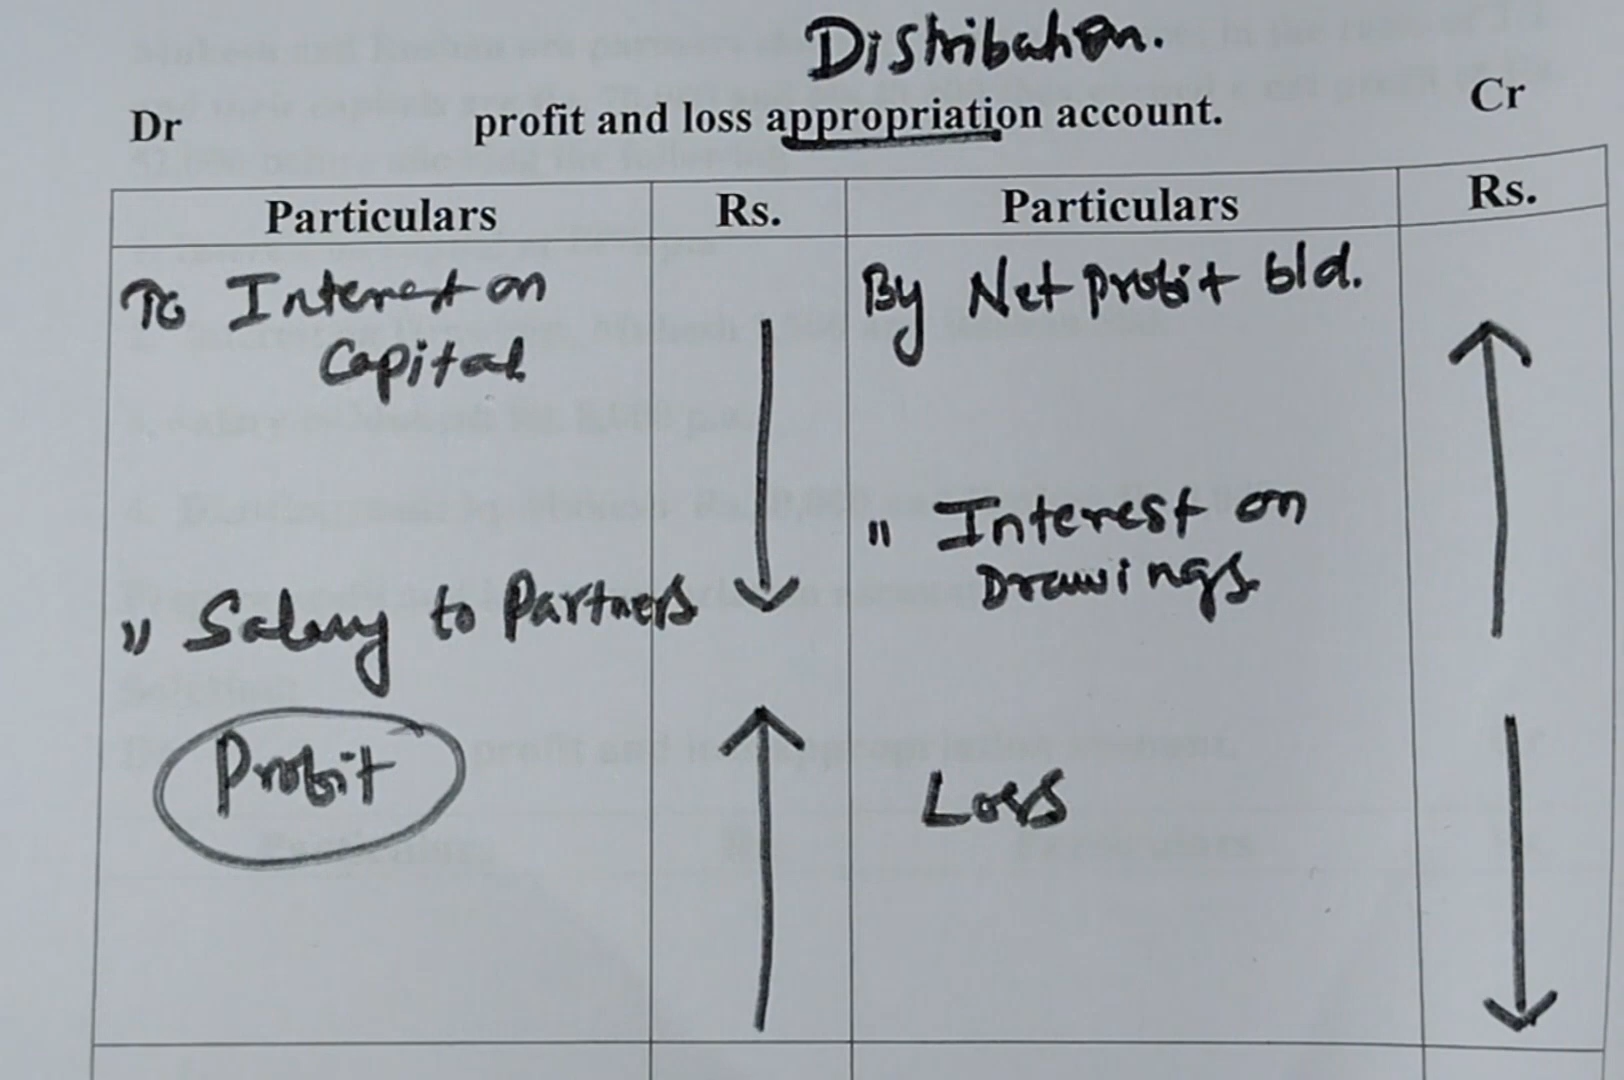 Distribution.
Dr profit and loss appropriation account. Cr
Particulars Rs. Particulars Rs.
To Interest on By Net profit b/d.
Capital
" Interest on
Drawings
" Salary to Partners
Profit
Loss